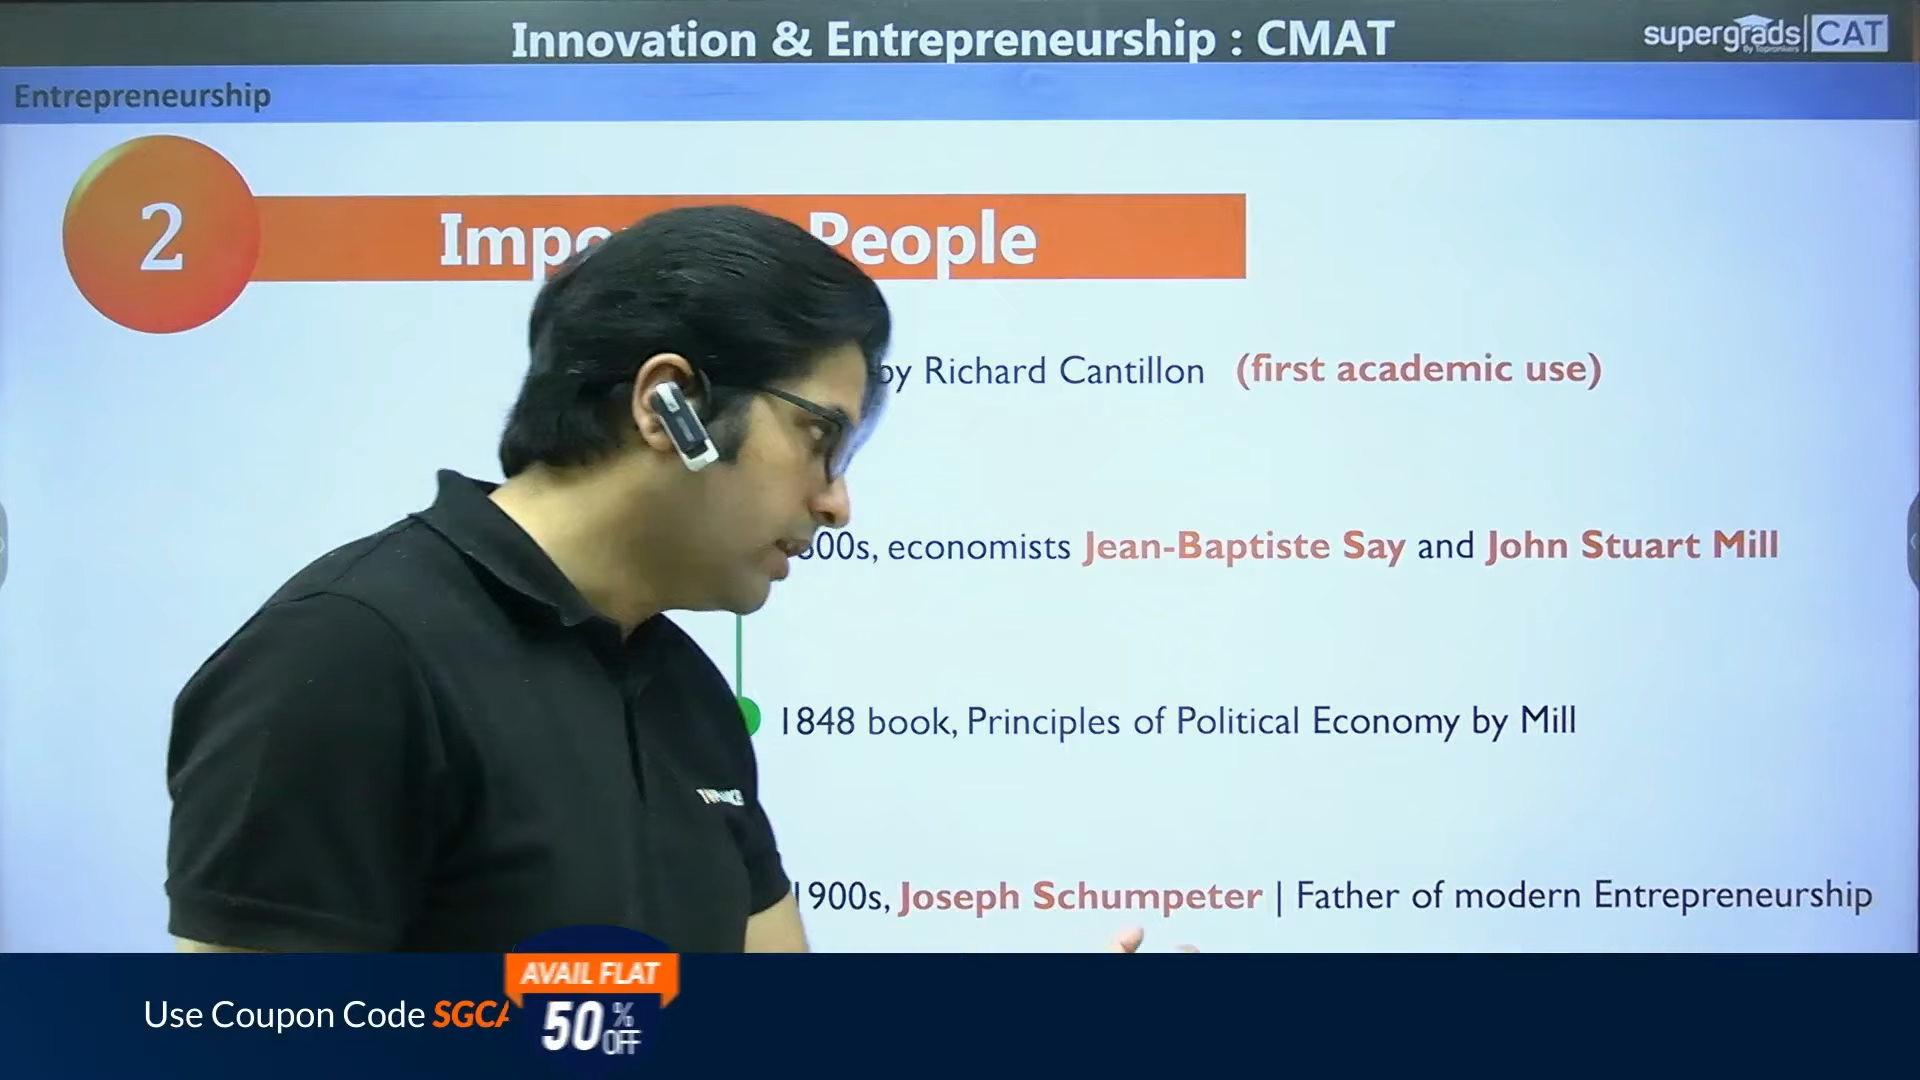 Innovation & Entrepreneurship : CMAT
supergrads CAT
By Toprankers
Entrepreneurship
2
People
by Richard Cantillon (first academic use)
economists Jean-Baptiste Say and John Stuart Mill
1848 book, Principles of Political Economy by Mill
1900s, Joseph Schumpeter | Father of modern Entrepreneurship
AVAIL FLAT
50% OFF
Use Coupon Code